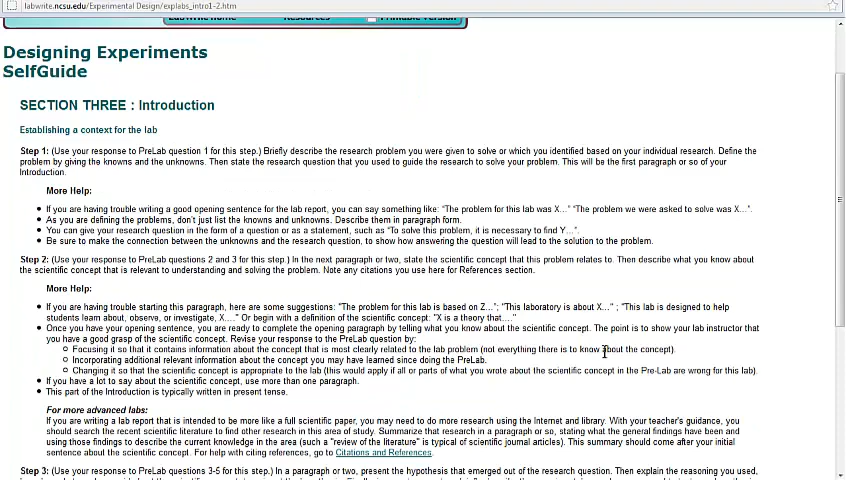 labwrite.ncsu.edu/Experimental Design/explabs_intro1-2.htm
LabWrite Home Resources Printable Version
Designing Experiments
SelfGuide
SECTION THREE : Introduction
Establishing a context for the lab
Step 1: (Use your response to PreLab question 1 for this step.) Briefly describe the research problem you were given to solve or which you identified based on your individual research. Define the
problem by giving the knowns and the unknowns. Then state the research question that you used to guide the research to solve your problem. This will be the first paragraph or so of your
Introduction.
More Help:
• If you are having trouble writing a good opening sentence for the lab report, you can say something like: "The problem for this lab was X..." "The problem we were asked to solve was X...".
• As you are defining the problems, don't just list the knowns and unknowns. Describe them in paragraph form.
• You can give your research question in the form of a question or as a statement, such as "To solve this problem, it is necessary to find Y...".
• Be sure to make the connection between the unknowns and the research question, to show how answering the question will lead to the solution to the problem.
Step 2: (Use your response to PreLab questions 2 and 3 for this step.) In the next paragraph or two, state the scientific concept that this problem relates to. Then describe what you know about
the scientific concept that is relevant to understanding and solving the problem. Note any citations you use here for References section.
More Help:
• If you are having trouble starting this paragraph, here are some suggestions: "The problem for this lab is based on Z..."; "This laboratory is about X..." ; "This lab is designed to help
students learn about, observe, or investigate, X...." Or begin with a definition of the scientific concept: "X is a theory that...."
• Once you have your opening sentence, you are ready to complete the opening paragraph by telling what you know about the scientific concept. The point is to show your lab instructor that
you have a good grasp of the scientific concept. Revise your response to the PreLab question by:
○ Focusing it so that it contains information about the concept that is most clearly related to the lab problem (not everything there is to know about the concept).
○ Incorporating additional relevant information about the concept you may have learned since doing the PreLab.
○ Changing it so that the scientific concept is appropriate to the lab (this would apply if all or parts of what you wrote about the scientific concept in the Pre-Lab are wrong for this lab).
• If you have a lot to say about the scientific concept, use more than one paragraph.
• This part of the Introduction is typically written in present tense.
For more advanced labs:
If you are writing a lab report that is intended to be more like a full scientific paper, you may need to do more research using the Internet and library. With your teacher's guidance, you
should search the recent scientific literature to find other research in this area of study. Summarize that research in a paragraph or so, stating what the general findings have been and
using those findings to describe the current knowledge in the area (such a "review of the literature" is typical of scientific journal articles). This summary should come after your initial
sentence about the scientific concept. For help with citing references, go to Citations and References.
Step 3: (Use your response to PreLab questions 3-5 for this step.) In a paragraph or two, present the hypothesis that emerged out of the research question. Then explain the reasoning you used,